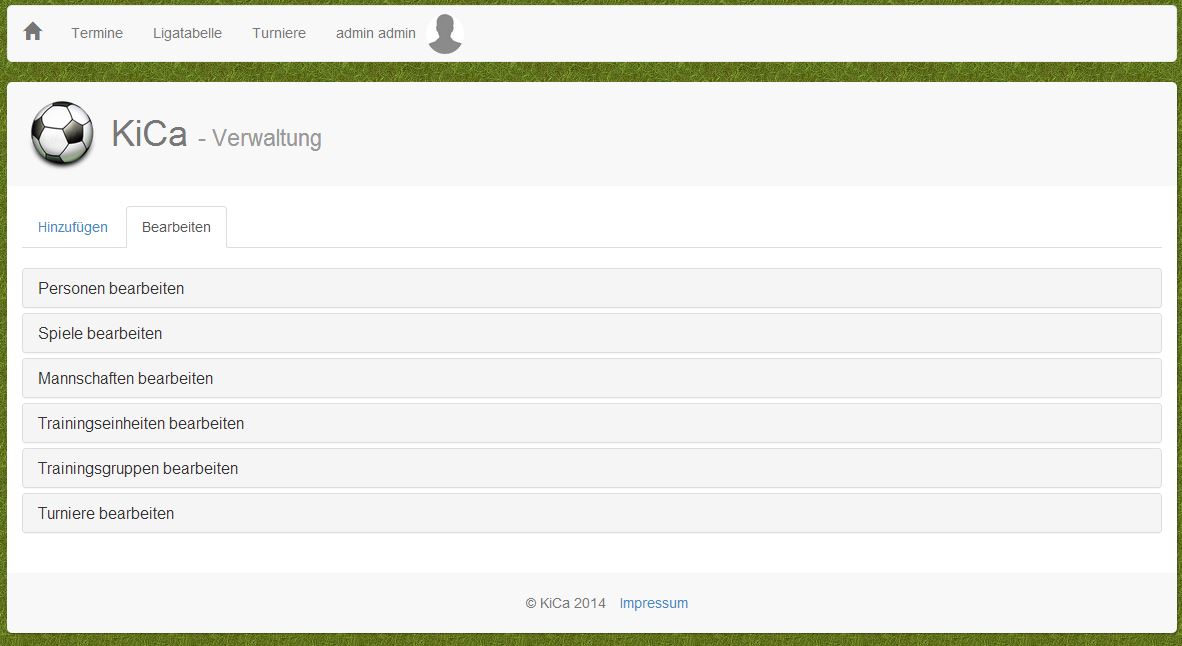 Termine Ligatabelle Turniere admin admin
KiCa - Verwaltung
Hinzufügen Bearbeiten
Personen bearbeiten
Spiele bearbeiten
Mannschaften bearbeiten
Trainingseinheiten bearbeiten
Trainingsgruppen bearbeiten
Turniere bearbeiten
© KiCa 2014 Impressum